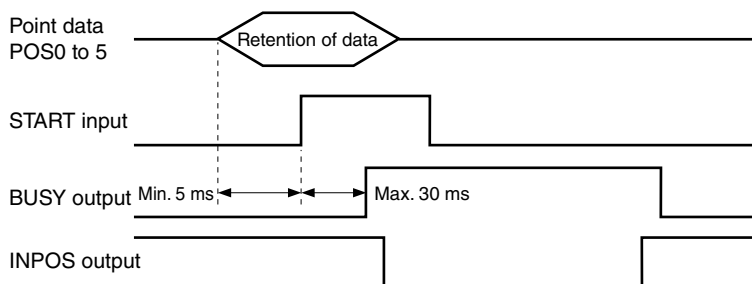 Point data
POS0 to 5
Retention of data
START input
BUSY output
Min. 5 ms
Max. 30 ms
INPOS output